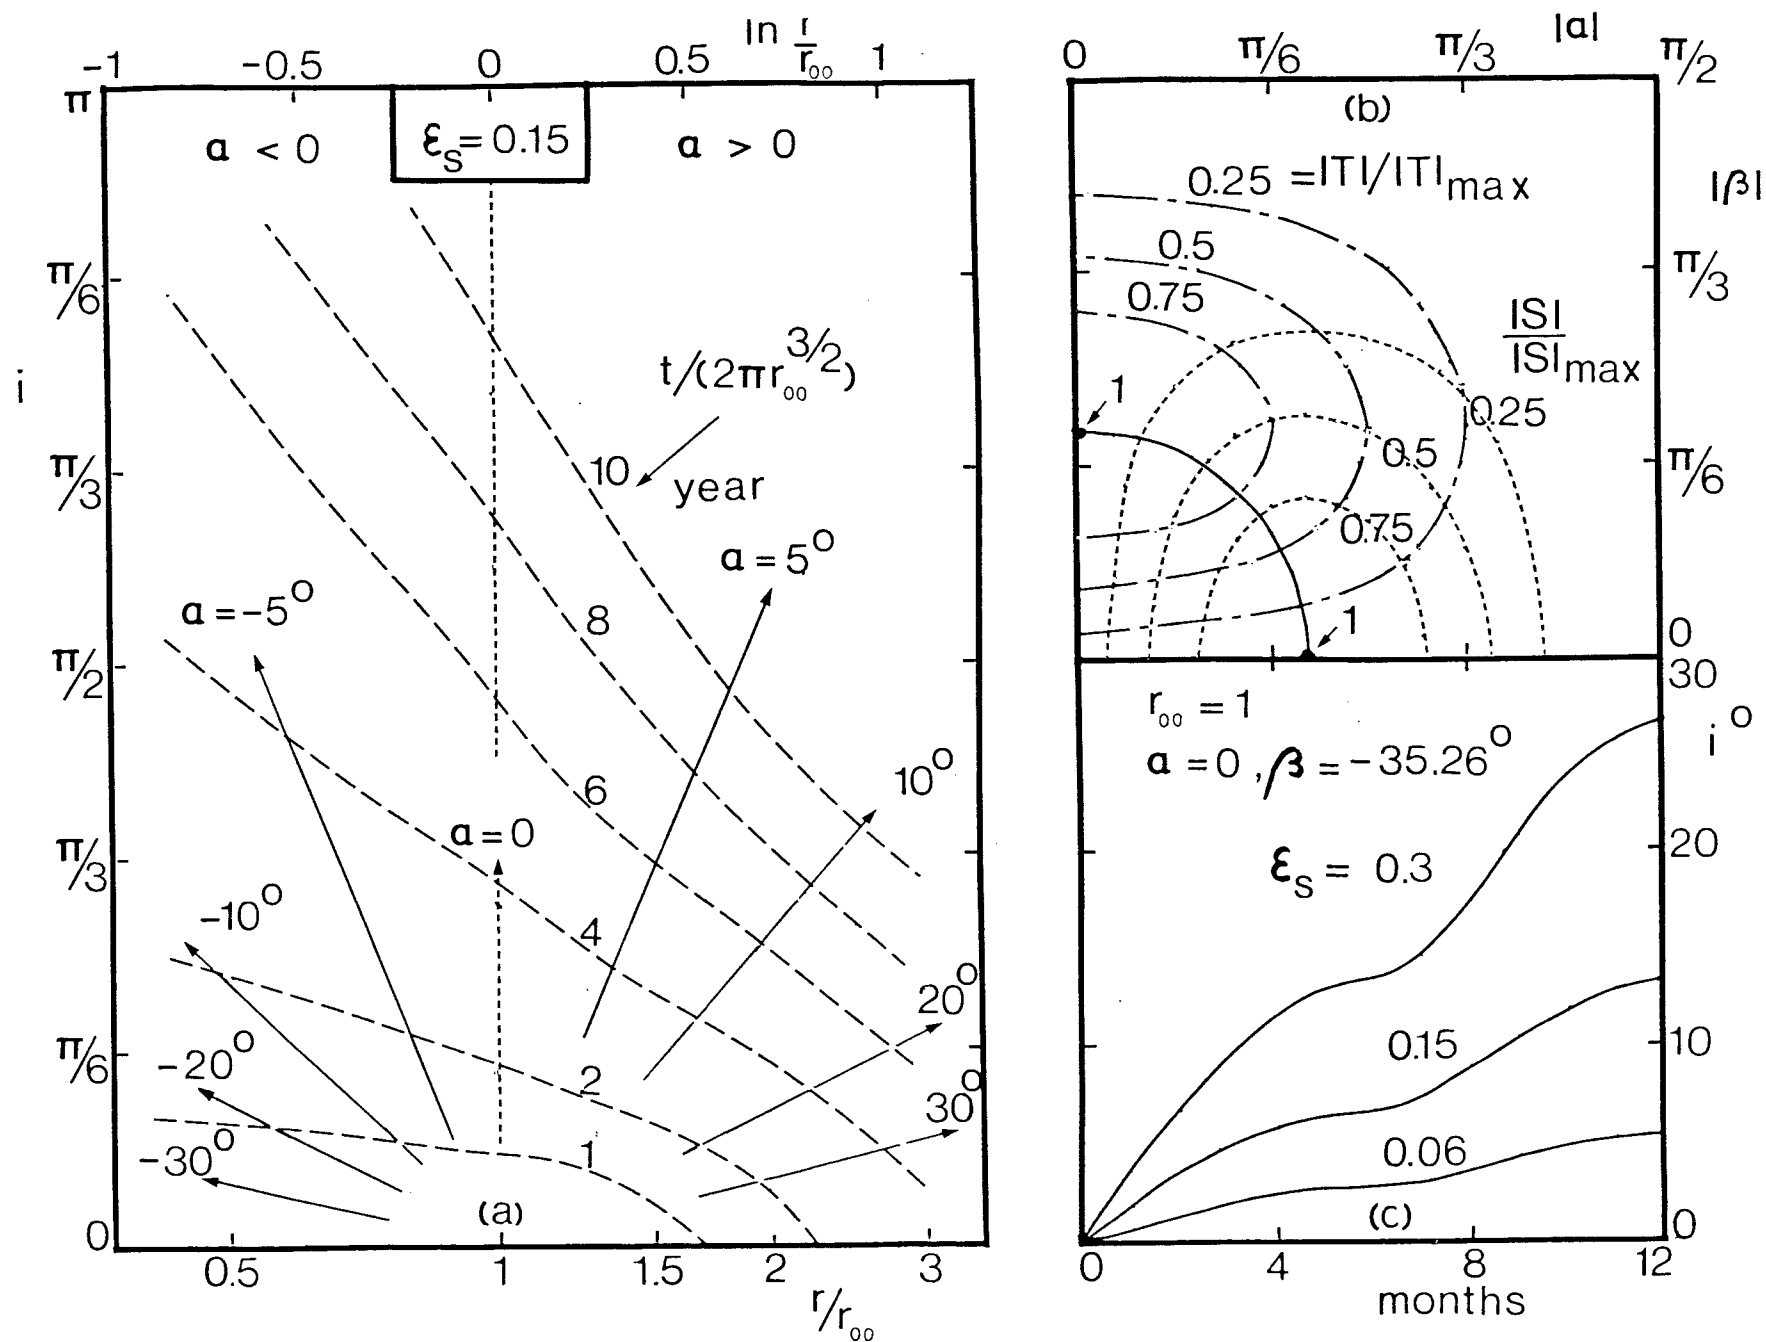 ln r/r₀₀
-1 -0.5 0 0.5 1
π
α < 0
εS = 0.15
α > 0
π/6
i
t/(2πr₀₀^3/2)
π/3
10
year
α = 5°
α = -5°
8
π/2
10°
6
α = 0
π/3
-10°
4
20°
-20°
π/6
2
30°
-30°
1
(a)
0
0.5 1 1.5 2 3
r/r₀₀
0 π/6 π/3 |α| π/2
(b)
0.25 = |T|/|T|max
|β|
0.5
π/3
0.75
|S|/|S|max
1
0.25
0.5
π/6
0.75
1
0
30
r₀₀ = 1
i°
α = 0, β = -35.26°
εS = 0.3
20
0.15
10
0.06
(c)
0
0 4 8 12
months